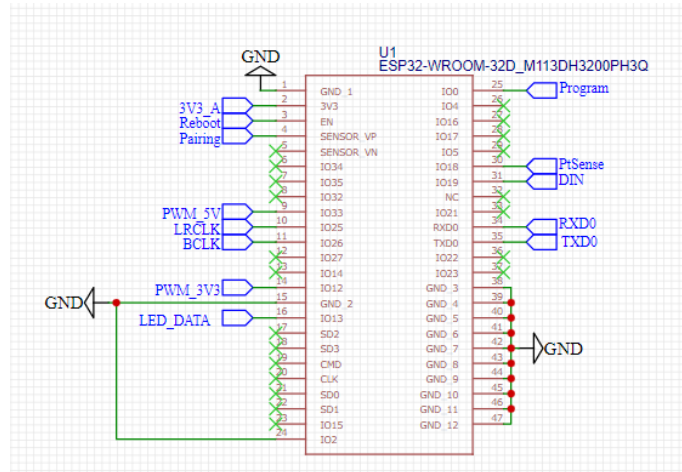 GND
U1
ESP32-WROOM-32D_M113DH3200PH3Q
1 GND_1
3V3_A 2 3V3
Reboot 3 EN
Pairing 4 SENSOR_VP
5 SENSOR_VN
6 IO34
7 IO35
8 IO32
PWM_5V 9 IO33
LRCLK 10 IO25
BCLK 11 IO26
12 IO27
13 IO14
PWM_3V3 14 IO12
GND 15 GND_2
LED_DATA 16 IO13
17 SD2
18 SD3
19 CMD
20 CLK
21 SD0
22 SD1
23 IO15
24 IO2
IO0 25 Program
IO4 26
IO16 27
IO17 28
IO5 29
IO18 30 PtSense
IO19 31 DIN
NC 32
IO21 33
RXD0 34 RXD0
TXD0 35 TXD0
IO22 36
IO23 37
GND_3 38
GND_4 39
GND_5 40
GND_6 41
GND_7 42 GND
GND_8 43
GND_9 44
GND_10 45
GND_11 46
GND_12 47